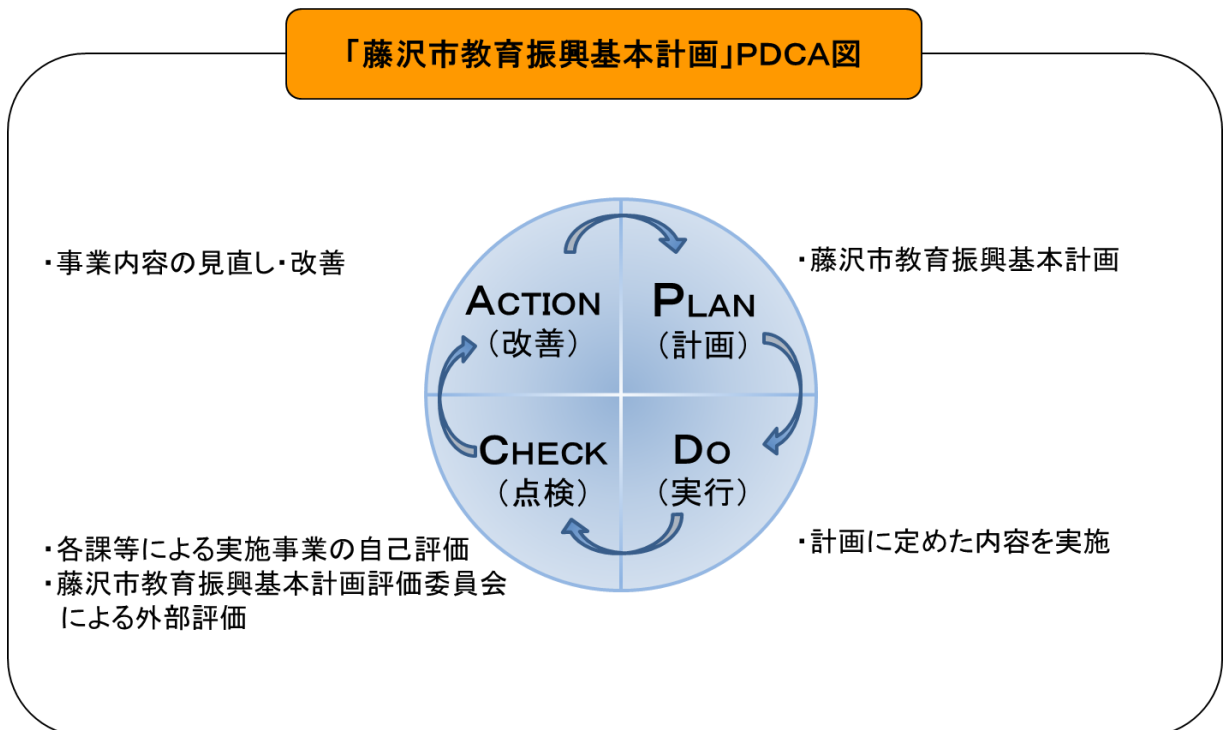 「藤沢市教育振興基本計画」PDCA図
・事業内容の見直し・改善
・藤沢市教育振興基本計画
ACTION
（改善）
PLAN
（計画）
CHECK
（点検）
DO
（実行）
・各課等による実施事業の自己評価
・藤沢市教育振興基本計画評価委員会
による外部評価
・計画に定めた内容を実施